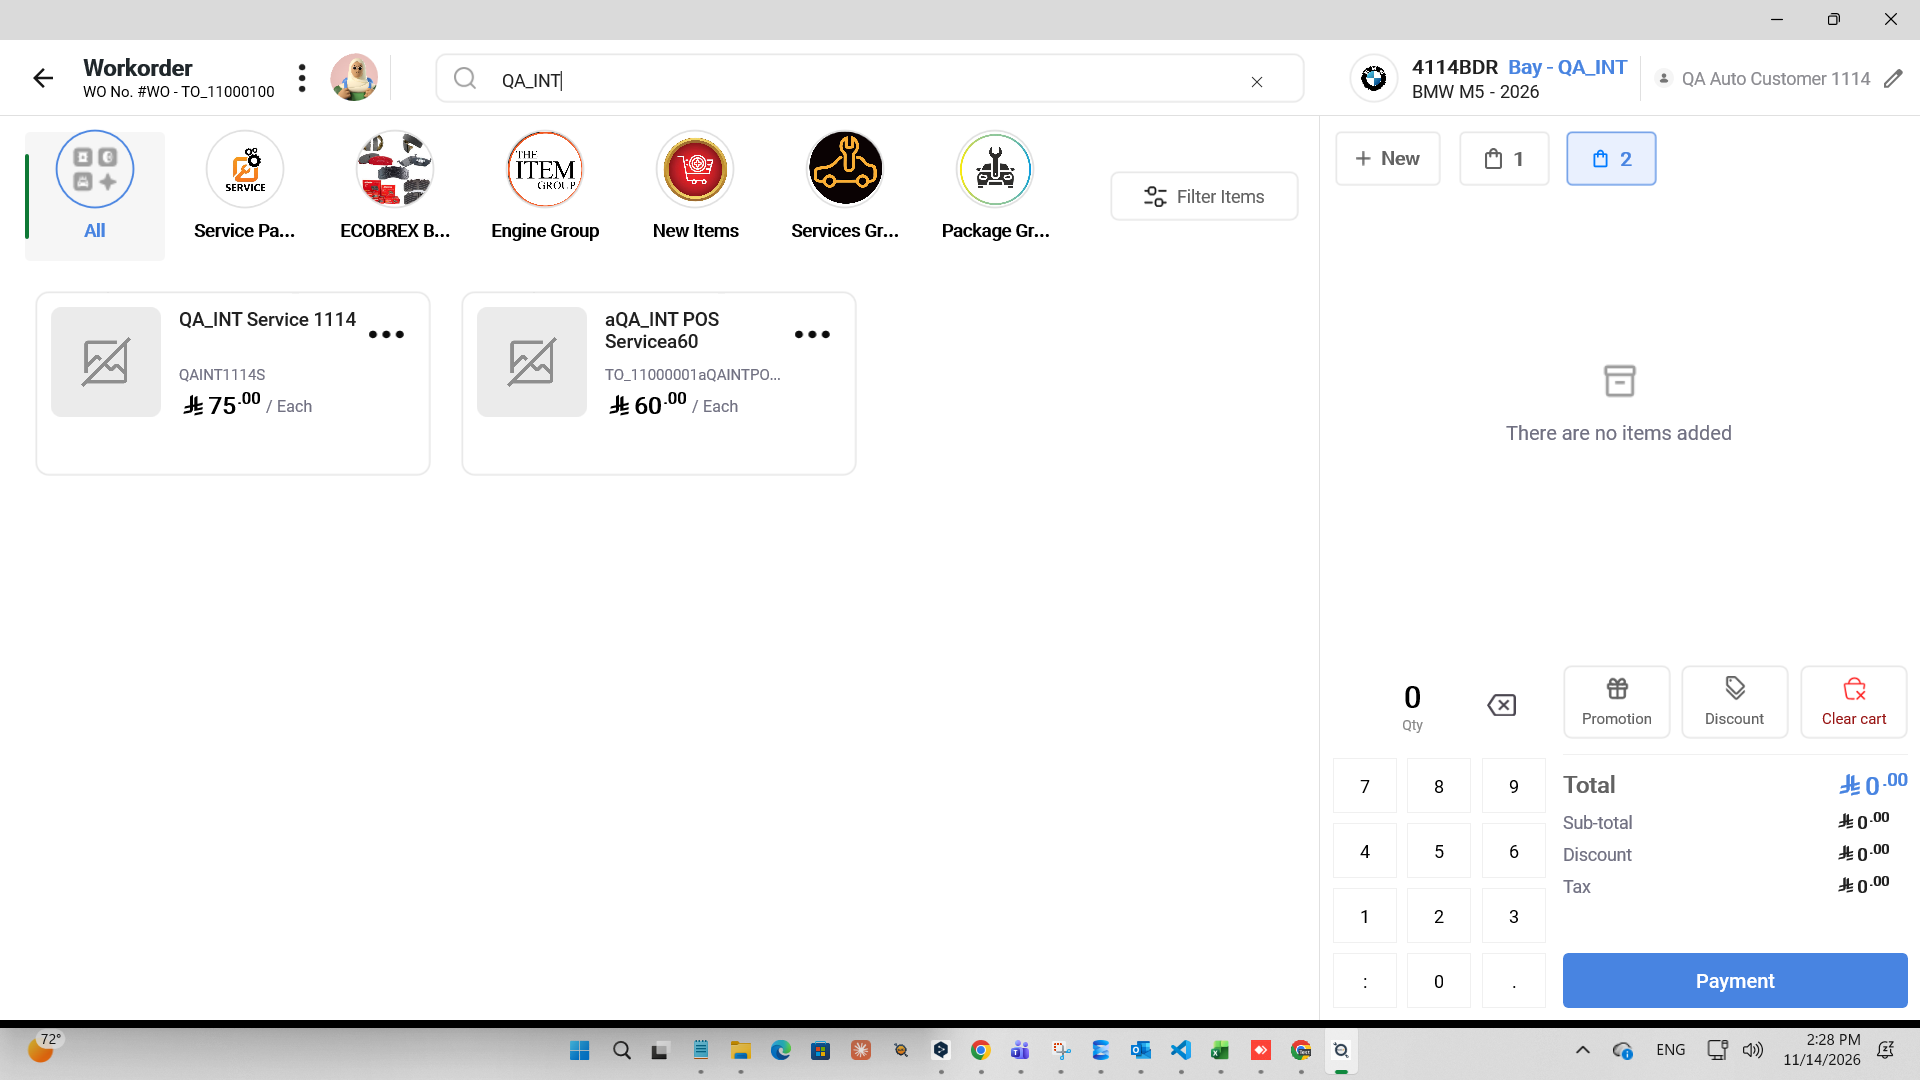 Workorder
WO No. #WO - TO_11000100
QA_INT
4114BDR Bay - QA_INT
BMW M5 - 2026
QA Auto Customer 1114
All
SERVICE
Service Pa...
ECOBREX B...
THE
ITEM
GROUP
Engine Group
New Items
Services Gr...
Package Gr...
Filter Items
+ New
1
2
QA_INT Service 1114
QAINT1114S
75.00 / Each
aQA_INT POS
Servicea60
TO_11000001aQAINTPO...
60.00 / Each
There are no items added
0
Qty
Promotion
Discount
Clear cart
7
8
9
4
5
6
1
2
3
:
0
.
Total
0.00
Sub-total
0.00
Discount
0.00
Tax
0.00
Payment
72°
ENG
2:28 PM
11/14/2026